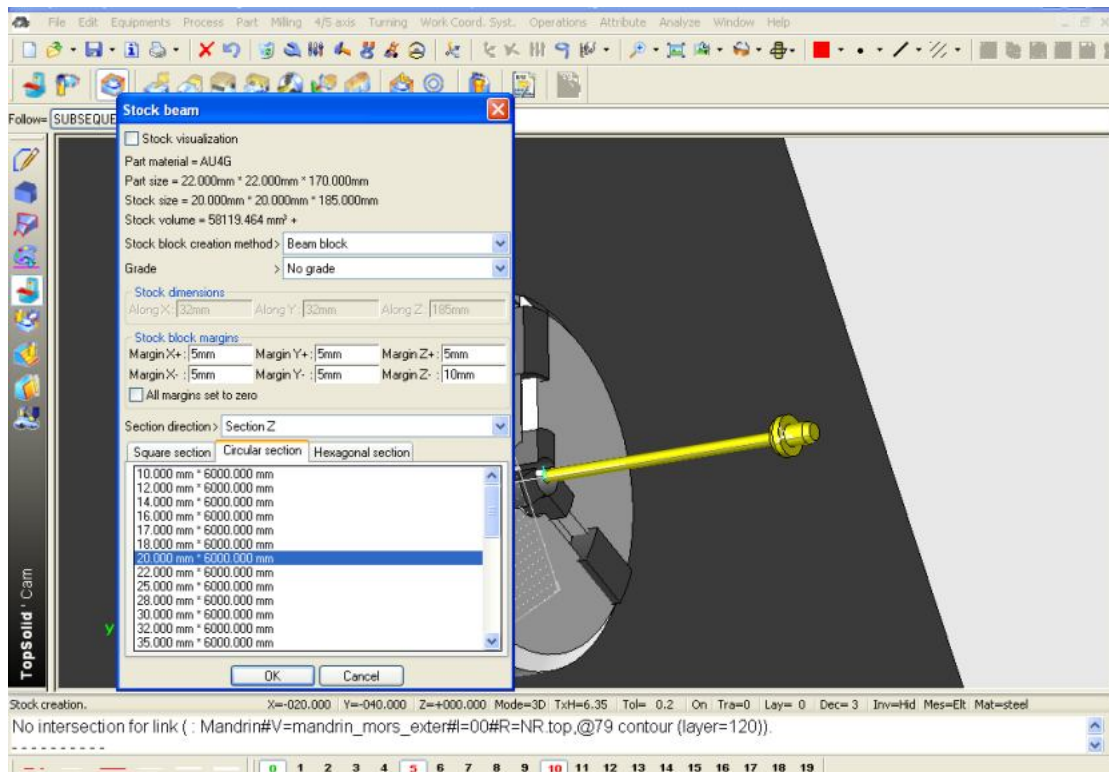 File Edit Equipments Process Part Milling 4/5 axis Turning Work Coord. Syst. Operations Attribute Analyze Window Help
Follow= SUBSEQUE
Stock beam
Stock visualization
Part material = AU4G
Part size = 22.000mm * 22.000mm * 170.000mm
Stock size = 20.000mm * 20.000mm * 185.000mm
Stock volume = 58119.464 mm³ +
Stock block creation method> Beam block
Grade > No grade
Stock dimensions
Along X: 32mm Along Y: 32mm Along Z: 185mm
Stock block margins
Margin X+: 5mm Margin Y+: 5mm Margin Z+: 5mm
Margin X- : 5mm Margin Y- : 5mm Margin Z- : 10mm
All margins set to zero
Section direction> Section Z
Square section Circular section Hexagonal section
10.000 mm * 6000.000 mm
12.000 mm * 6000.000 mm
14.000 mm * 6000.000 mm
16.000 mm * 6000.000 mm
17.000 mm * 6000.000 mm
18.000 mm * 6000.000 mm
20.000 mm * 6000.000 mm
22.000 mm * 6000.000 mm
25.000 mm * 6000.000 mm
28.000 mm * 6000.000 mm
30.000 mm * 6000.000 mm
32.000 mm * 6000.000 mm
35.000 mm * 6000.000 mm
OK Cancel
TopSolid'Cam
y
Stock creation. X=-020.000 Y=-040.000 Z=+000.000 Mode=3D TxH=6.35 Tol= 0.2 On Tra=0 Lay= 0 Dec= 3 Inv=Hid Mes=Elt Mat=steel
No intersection for link ( : Mandrin#V=mandrin_mors_exter#I=00#R=NR.top,@79 contour (layer=120)).
- - - - - - - - - -
0 1 2 3 4 5 6 7 8 9 10 11 12 13 14 15 16 17 18 19